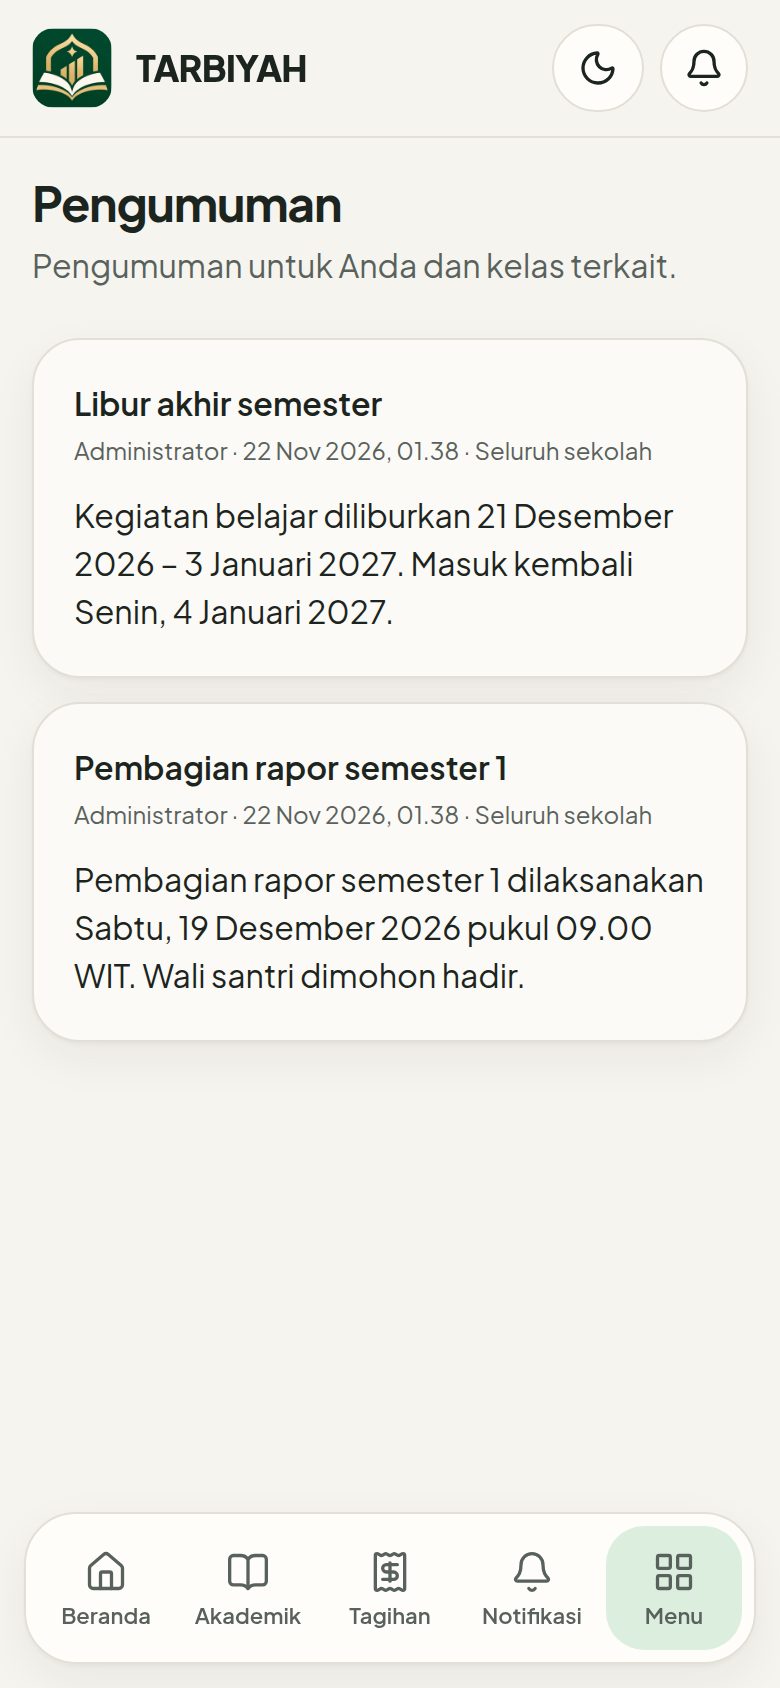 TARBIYAH
Pengumuman
Pengumuman untuk Anda dan kelas terkait.
Libur akhir semester
Administrator · 22 Nov 2026, 01.38 · Seluruh sekolah
Kegiatan belajar diliburkan 21 Desember
2026 – 3 Januari 2027. Masuk kembali
Senin, 4 Januari 2027.
Pembagian rapor semester 1
Administrator · 22 Nov 2026, 01.38 · Seluruh sekolah
Pembagian rapor semester 1 dilaksanakan
Sabtu, 19 Desember 2026 pukul 09.00
WIT. Wali santri dimohon hadir.
Beranda
Akademik
Tagihan
Notifikasi
Menu